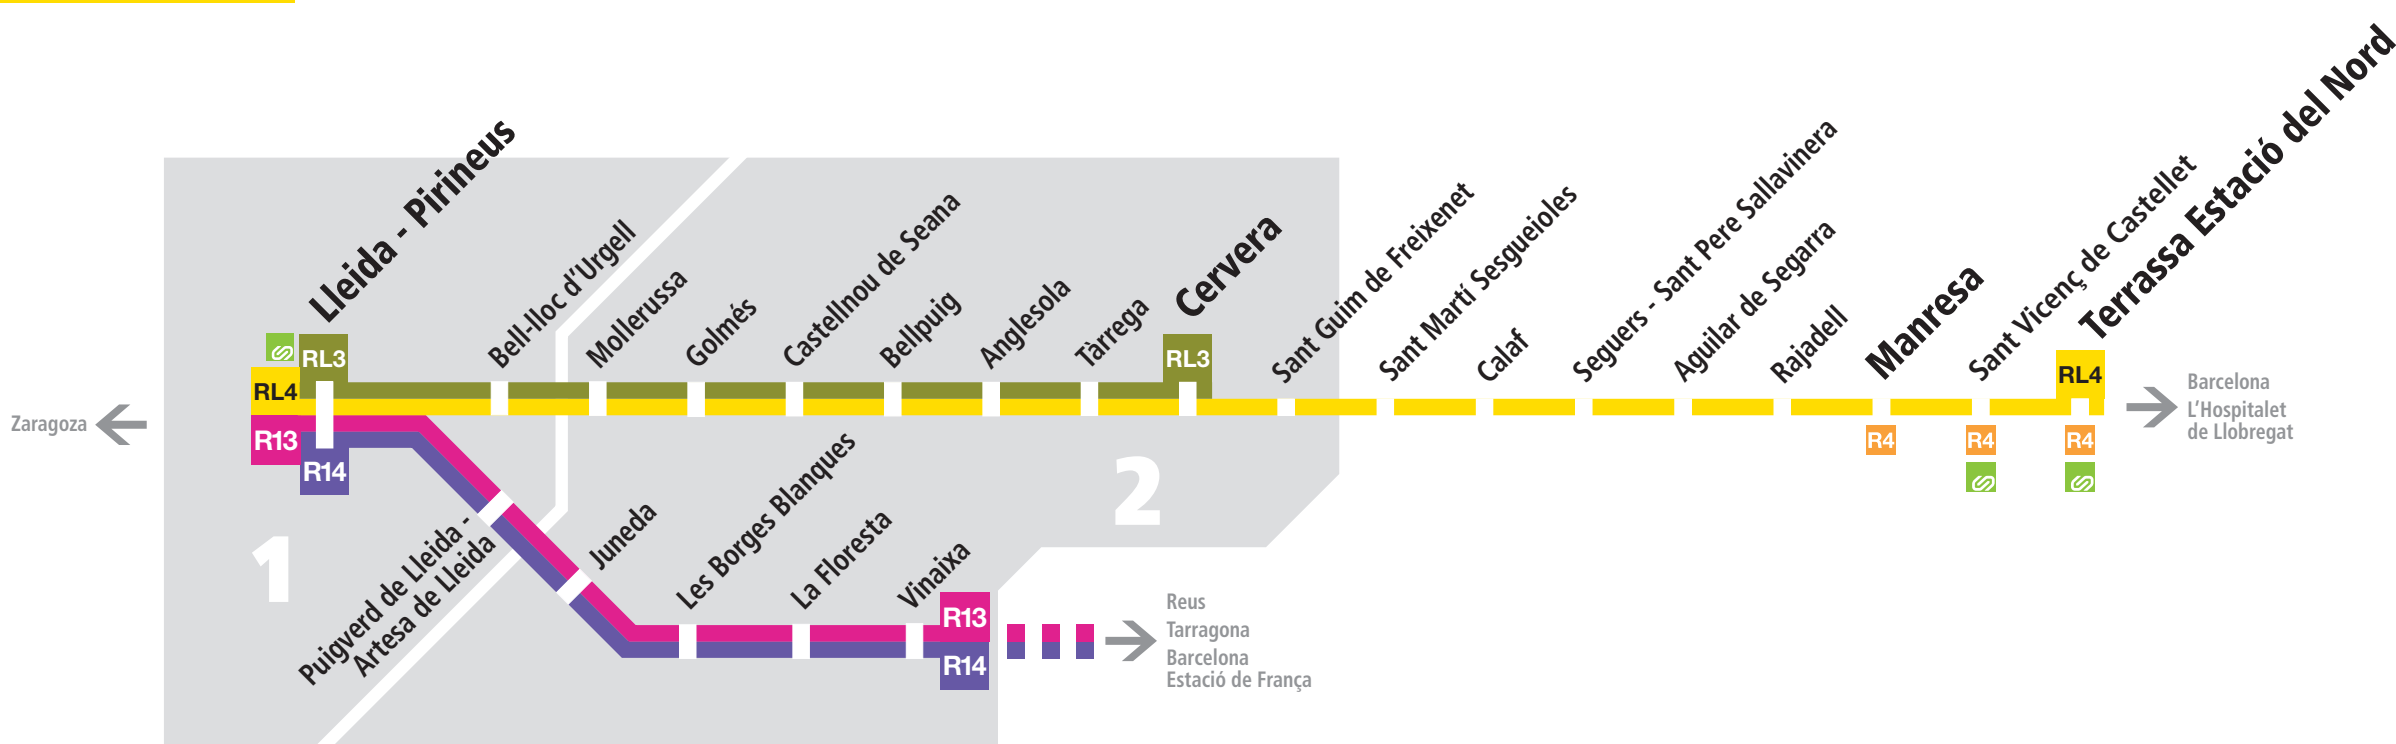 Lleida - Pirineus
Bell-lloc d'Urgell
Mollerussa
Golmés
Castellnou de Seana
Bellpuig
Anglesola
Tàrrega
Cervera
Sant Guim de Freixenet
Sant Martí Sesgueioles
Calaf
Seguers - Sant Pere Sallavinera
Aguilar de Segarra
Rajadell
Manresa
Sant Vicenç de Castellet
Terrassa Estació del Nord
S
RL3
RL4
R13
R14
RL3
RL4
R4
R4
R4
S
S
Zaragoza
Barcelona
L'Hospitalet
de Llobregat
1
2
Puigverd de Lleida -
Artesa de Lleida
Juneda
Les Borges Blanques
La Floresta
Vinaixa
R13
R14
Reus
Tarragona
Barcelona
Estació de França